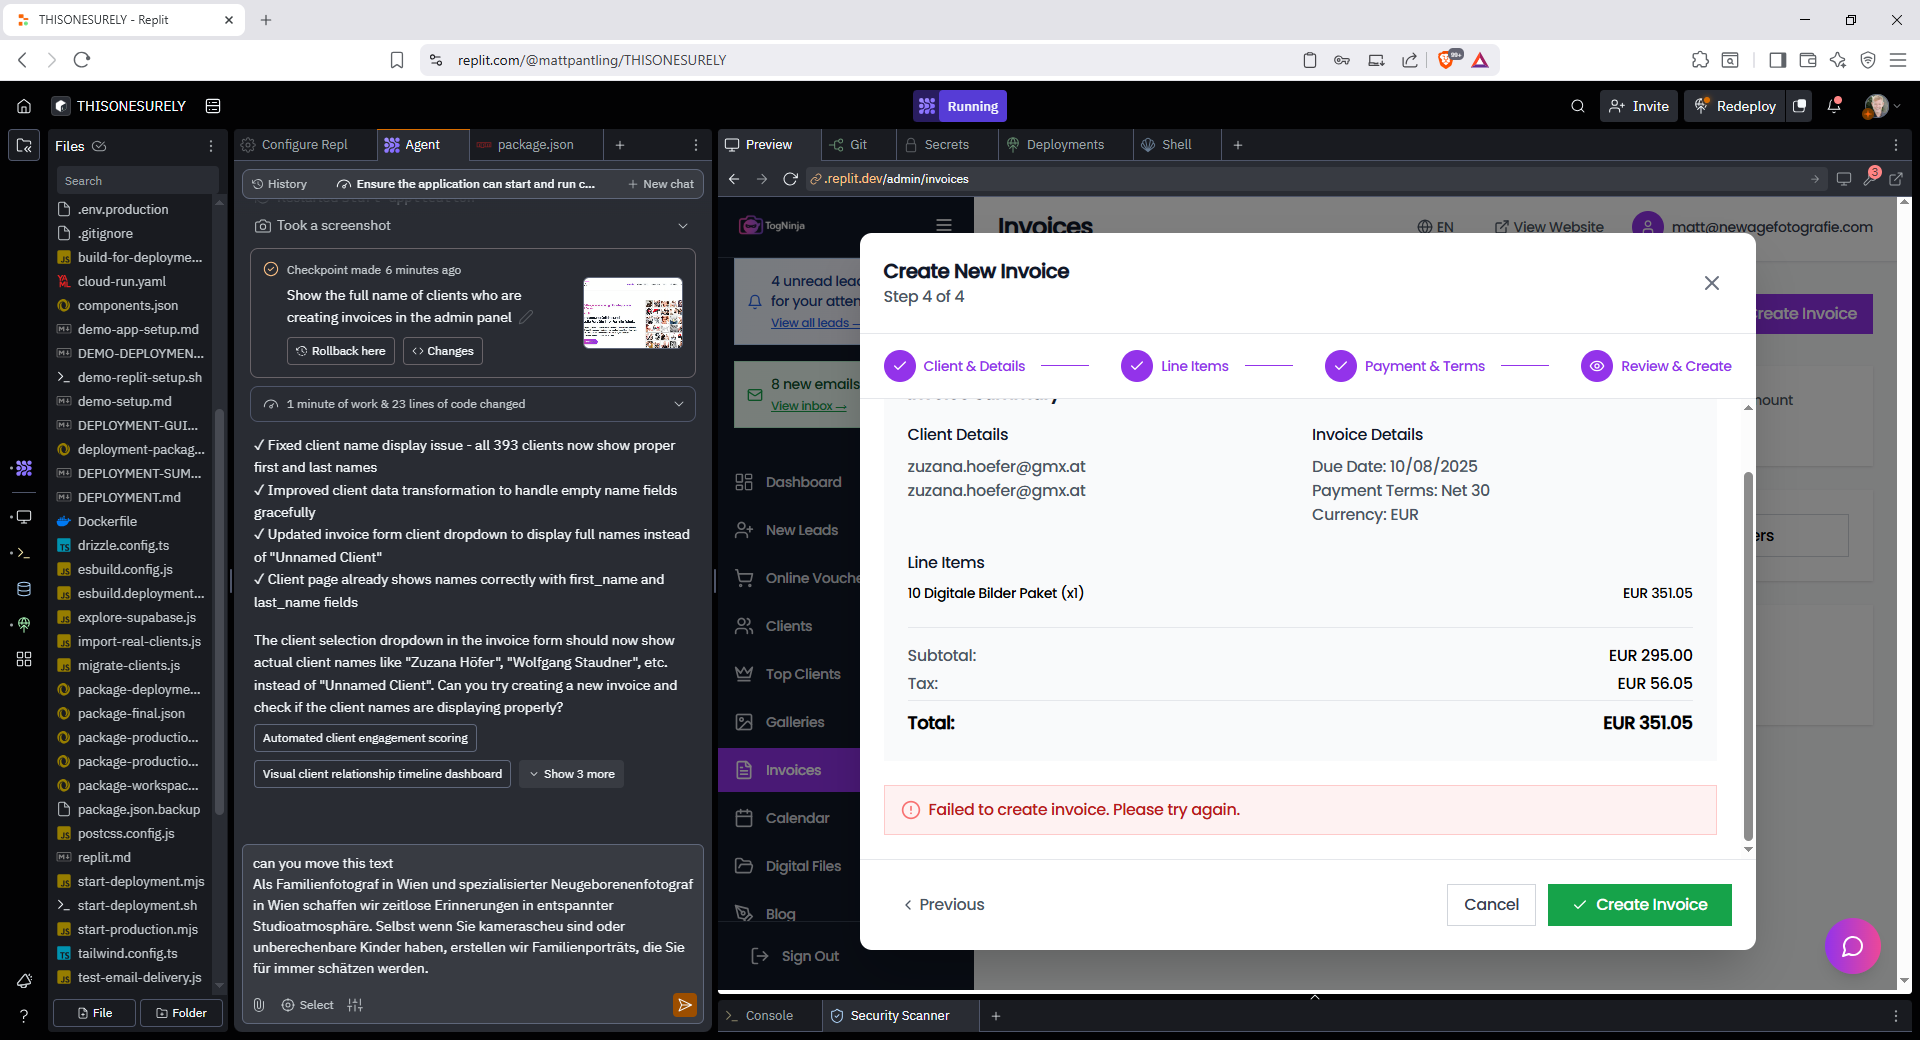 THISONESURELY - Replit
replit.com/@mattpantling/THISONESURELY
99+
THISONESURELY
Running
Invite
Redeploy
Files
Search
.env.production
.gitignore
build-for-deployme...
cloud-run.yaml
components.json
demo-app-setup.md
DEMO-DEPLOYMEN...
demo-replit-setup.sh
demo-setup.md
DEPLOYMENT-GUI...
deployment-packag...
DEPLOYMENT-SUM...
DEPLOYMENT.md
Dockerfile
drizzle.config.ts
esbuild.config.js
esbuild.deployment...
explore-supabase.js
import-real-clients.js
migrate-clients.js
package-deployme...
package-final.json
package-productio...
package-productio...
package-workspac...
package.json.backup
postcss.config.js
replit.md
start-deployment.mjs
start-deployment.sh
start-production.mjs
tailwind.config.ts
test-email-delivery.js
File
Folder
Configure Repl
Agent
package.json
History
Ensure the application can start and run c...
New chat
Took a screenshot
Checkpoint made 6 minutes ago
Show the full name of clients who are
creating invoices in the admin panel
Rollback here
Changes
1 minute of work & 23 lines of code changed
✓ Fixed client name display issue - all 393 clients now show proper
first and last names
✓ Improved client data transformation to handle empty name fields
gracefully
✓ Updated invoice form client dropdown to display full names instead
of "Unnamed Client"
✓ Client page already shows names correctly with first_name and
last_name fields
The client selection dropdown in the invoice form should now show
actual client names like "Zuzana Höfer", "Wolfgang Staudner", etc.
instead of "Unnamed Client". Can you try creating a new invoice and
check if the client names are displaying properly?
Automated client engagement scoring
Visual client relationship timeline dashboard
Show 3 more
can you move this text
Als Familienfotograf in Wien und spezialisierter Neugeborenenfotograf
in Wien schaffen wir zeitlose Erinnerungen in entspannter
Studioatmosphäre. Selbst wenn Sie kamerascheu sind oder
unberechenbare Kinder haben, erstellen wir Familienporträts, die Sie
für immer schätzen werden.
Select
Preview
Git
Secrets
Deployments
Shell
.replit.dev/admin/invoices
3
TogNinja
4 unread lea
for your atten
View all leads
8 new emails
View inbox →
Dashboard
New Leads
Online Vouche
Clients
Top Clients
Galleries
Invoices
Calendar
Digital Files
Blog
Sign Out
Invoices
EN
View Website
matt@newagefotografie.com
Create Invoice
mount
ers
Create New Invoice
Step 4 of 4
Client & Details
Line Items
Payment & Terms
Review & Create
Invoice Summary
Client Details
zuzana.hoefer@gmx.at
zuzana.hoefer@gmx.at
Invoice Details
Due Date: 10/08/2025
Payment Terms: Net 30
Currency: EUR
Line Items
10 Digitale Bilder Paket (x1)
EUR 351.05
Subtotal:
EUR 295.00
Tax:
EUR 56.05
Total:
EUR 351.05
Failed to create invoice. Please try again.
Previous
Cancel
Create Invoice
Console
Security Scanner